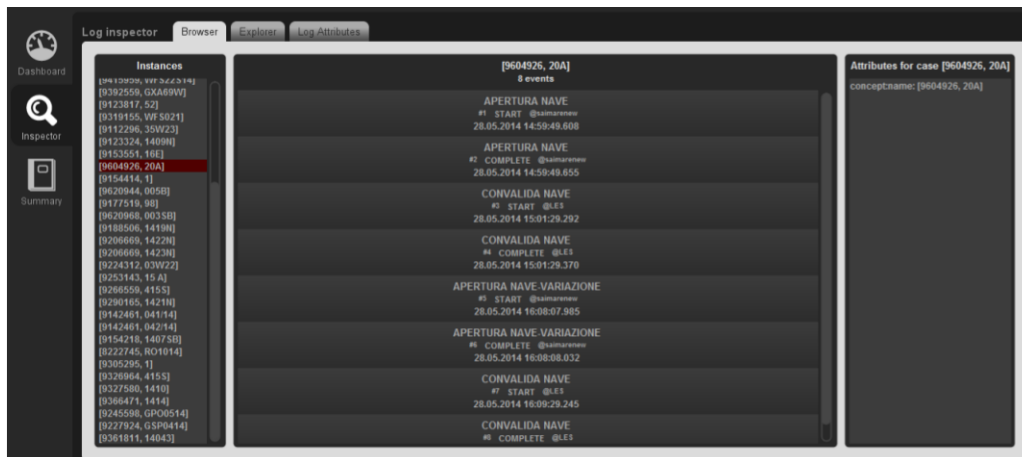 Log inspector
Browser
Explorer
Log Attributes
Dashboard
Inspector
Summary
Instances
[9415959, WFS22S14]
[9392559, GXA69W]
[9123817, 52]
[9319155, WFS021]
[9112296, 35W23]
[9123324, 1409N]
[9153551, 16E]
[9604926, 20A]
[9154414, 1]
[9620944, 005B]
[9177519, 98]
[9620968, 003SB]
[9188506, 1419N]
[9206669, 1422N]
[9206669, 1423N]
[9224312, 03W22]
[9253143, 15 A]
[9266559, 415S]
[9290165, 1421N]
[9142461, 041/14]
[9142461, 042/14]
[9154218, 1407SB]
[8222745, RO1014]
[9305295, 1]
[9326964, 415S]
[9327580, 1410]
[9366471, 1414]
[9245598, GPO0514]
[9227924, GSP0414]
[9361811, 14043]
[9604926, 20A]
8 events
APERTURA NAVE
#1 START @saimarenew
28.05.2014 14:59:49.608
APERTURA NAVE
#2 COMPLETE @saimarenew
28.05.2014 14:59:49.655
CONVALIDA NAVE
#3 START @LES
28.05.2014 15:01:29.292
CONVALIDA NAVE
#4 COMPLETE @LES
28.05.2014 15:01:29.370
APERTURA NAVE-VARIAZIONE
#5 START @saimarenew
28.05.2014 16:08:07.985
APERTURA NAVE-VARIAZIONE
#6 COMPLETE @saimarenew
28.05.2014 16:08:08.032
CONVALIDA NAVE
#7 START @LES
28.05.2014 16:09:29.245
CONVALIDA NAVE
#8 COMPLETE @LES
Attributes for case [9604926, 20A]
concept:name: [9604926, 20A]